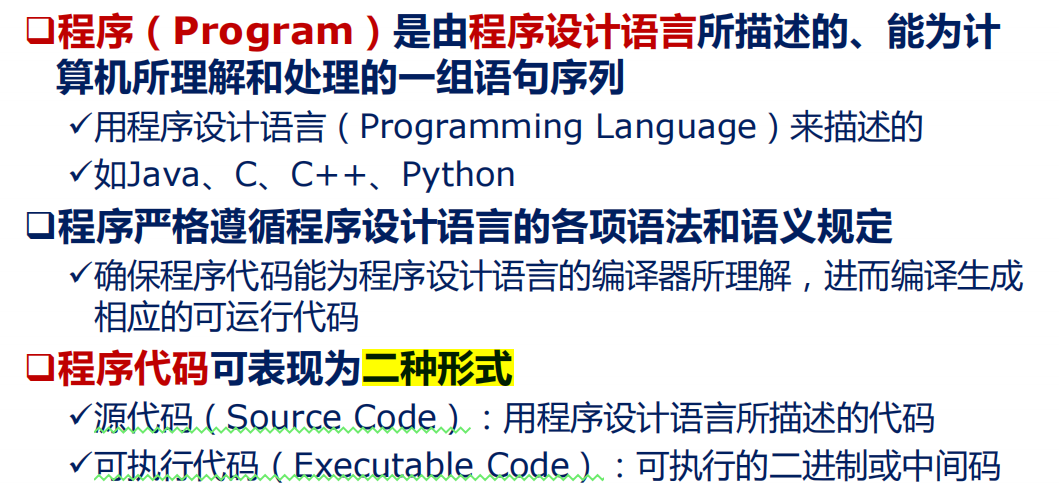 ❑程序（Program）是由程序设计语言所描述的、能为计
算机所理解和处理的一组语句序列
✓用程序设计语言（Programming Language）来描述的
✓如Java、C、C++、Python
❑程序严格遵循程序设计语言的各项语法和语义规定
✓确保程序代码能为程序设计语言的编译器所理解，进而编译生成
相应的可运行代码
❑程序代码可表现为二种形式
✓源代码（Source Code）：用程序设计语言所描述的代码
✓可执行代码（Executable Code）：可执行的二进制或中间码